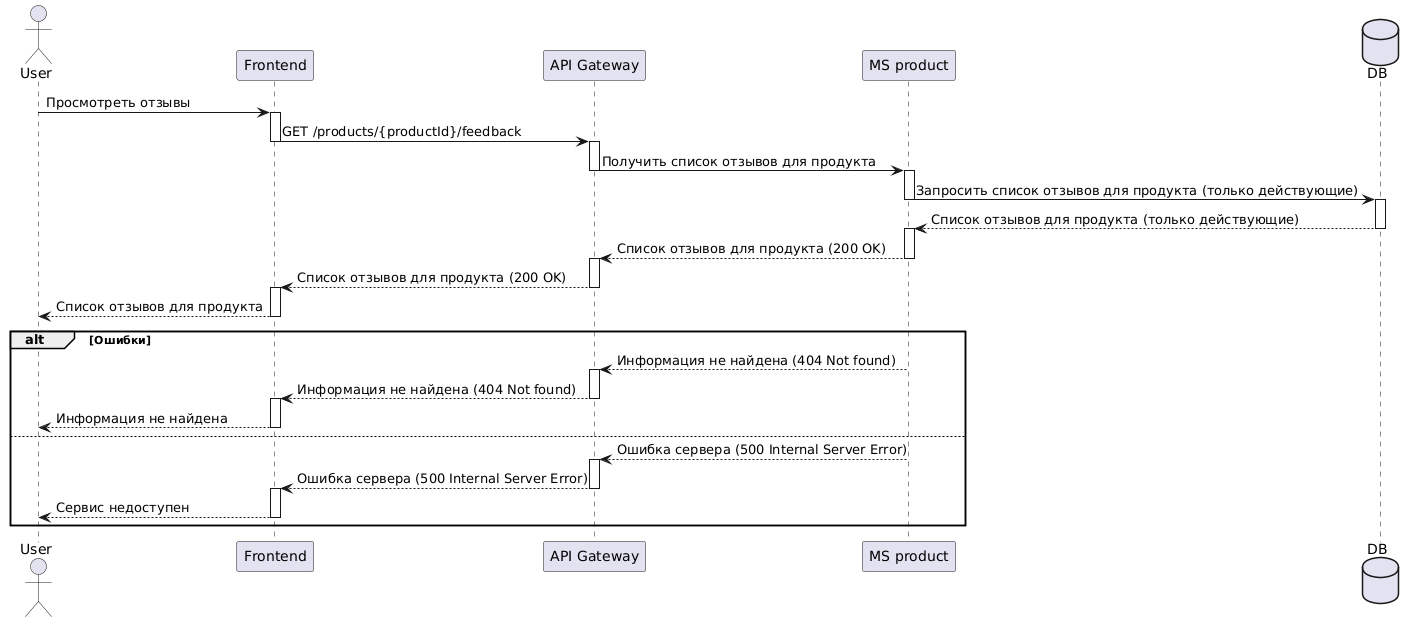 User
Frontend
API Gateway
MS product
DB
Просмотреть отзывы
GET /products/{productId}/feedback
Получить список отзывов для продукта
Запросить список отзывов для продукта (только действующие)
Список отзывов для продукта (только действующие)
Список отзывов для продукта (200 OK)
Список отзывов для продукта (200 OK)
Список отзывов для продукта
alt [Ошибки]
Информация не найдена (404 Not found)
Информация не найдена (404 Not found)
Информация не найдена
Ошибка сервера (500 Internal Server Error)
Ошибка сервера (500 Internal Server Error)
Сервис недоступен
User
Frontend
API Gateway
MS product
DB